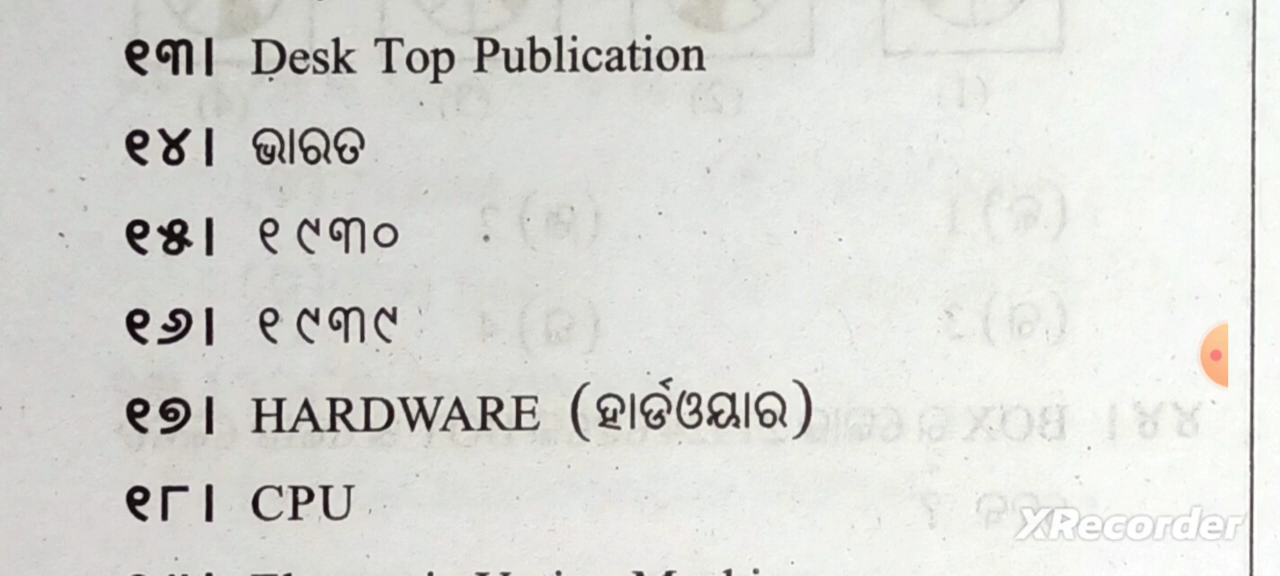 ୧୩। Desk Top Publication
୧୪। ଭାରତ
୧୫। ୧୯୩୦
୧୬। ୧୯୩୯
୧୭। HARDWARE (ହାର୍ଡଓୟାର)
୧୮। CPU
XRecorder